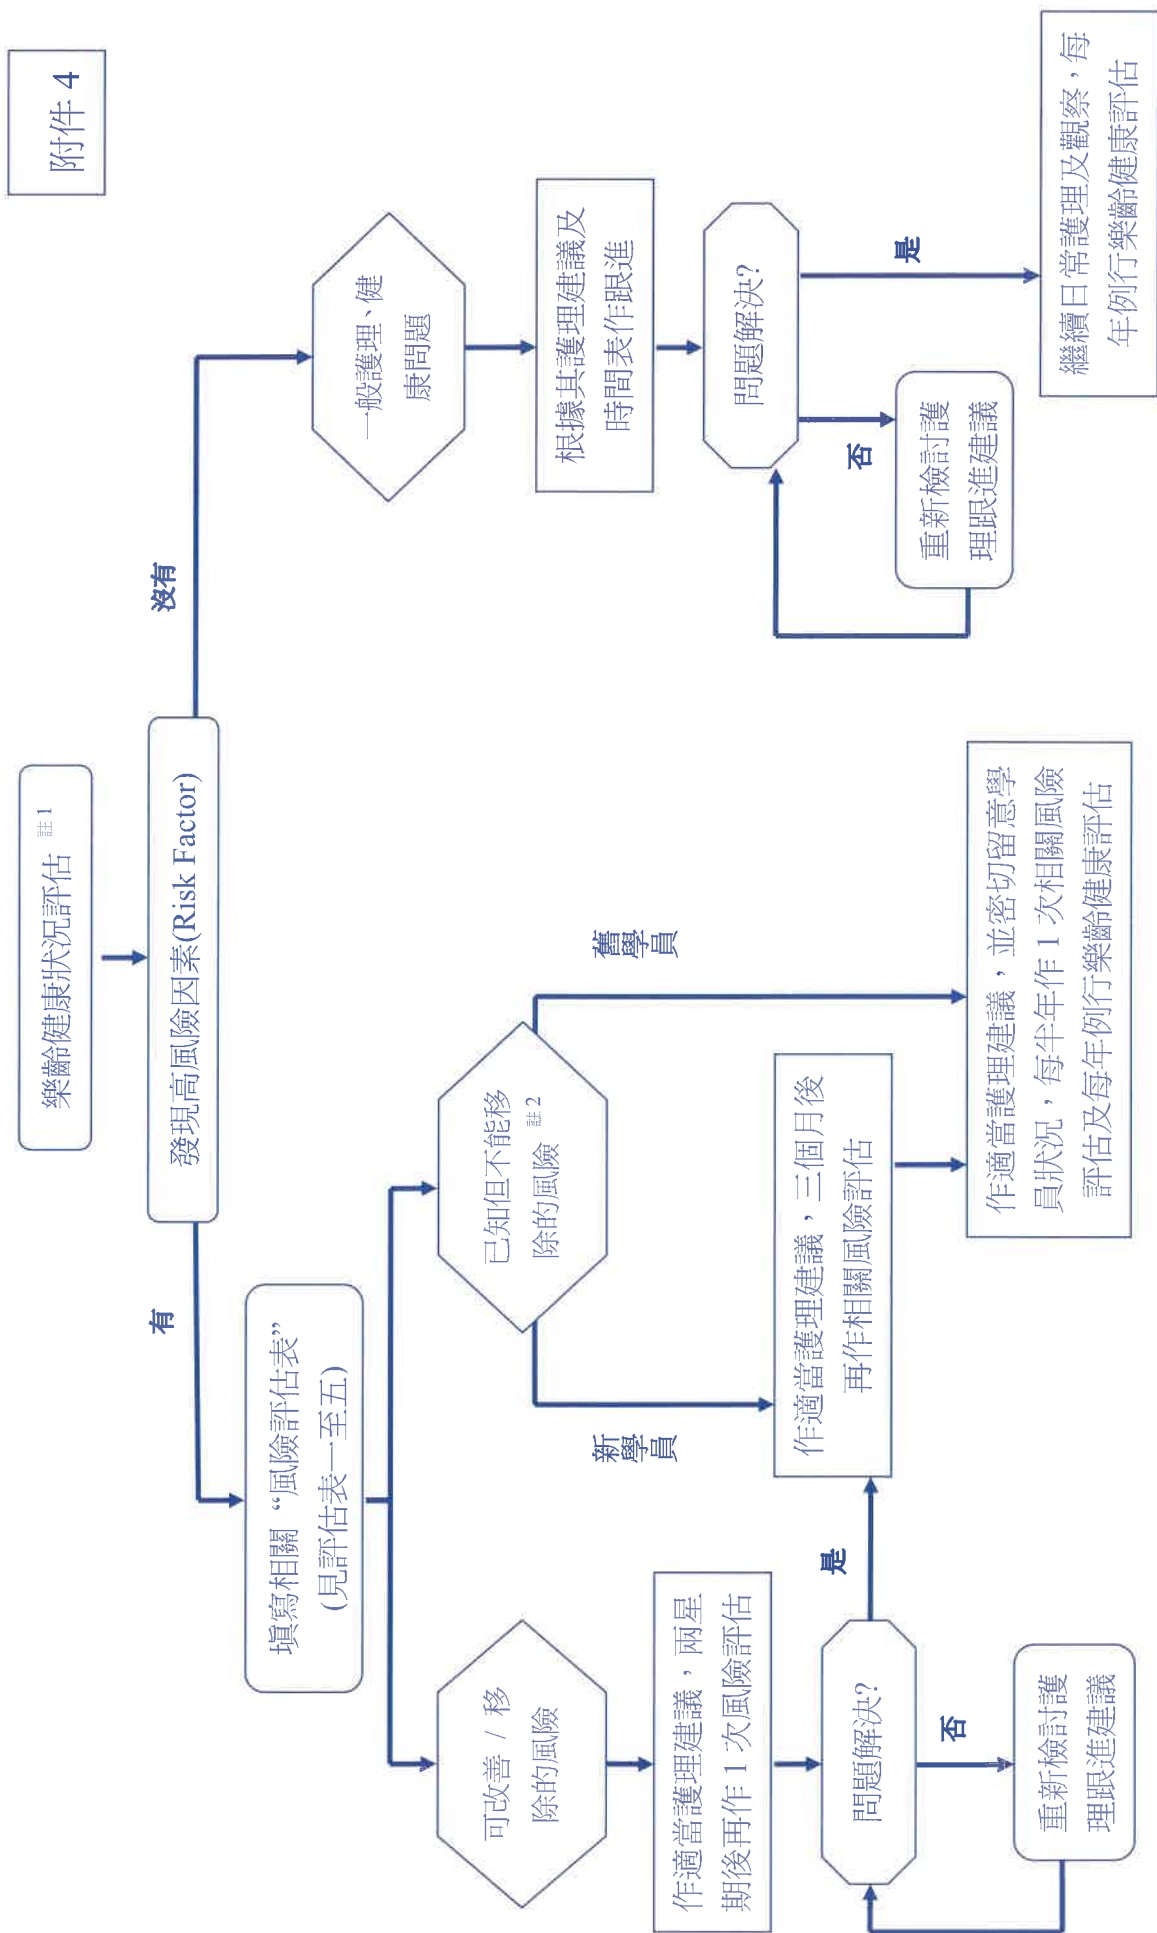 附件 4
樂齡健康狀況評估 註 1
發現高風險因素(Risk Factor)
有
沒有
填寫相關 “風險評估表”
(見評估表一至五)
一般護理、健
康問題
可改善 / 移
除的風險
已知但不能移
除的風險 註 2
根據其護理建議及
時間表作跟進
新學員
舊學員
作適當護理建議，兩星
期後再作 1 次風險評估
作適當護理建議，三個月後
再作相關風險評估
問題解決?
問題解決?
是
否
否
是
重新檢討護
理跟進建議
重新檢討護
理跟進建議
作適當護理建議，並密切留意學
員狀況，每半年作 1 次相關風險
評估及每年例行樂齡健康評估
繼續日常護理及觀察，每
年例行樂齡健康評估